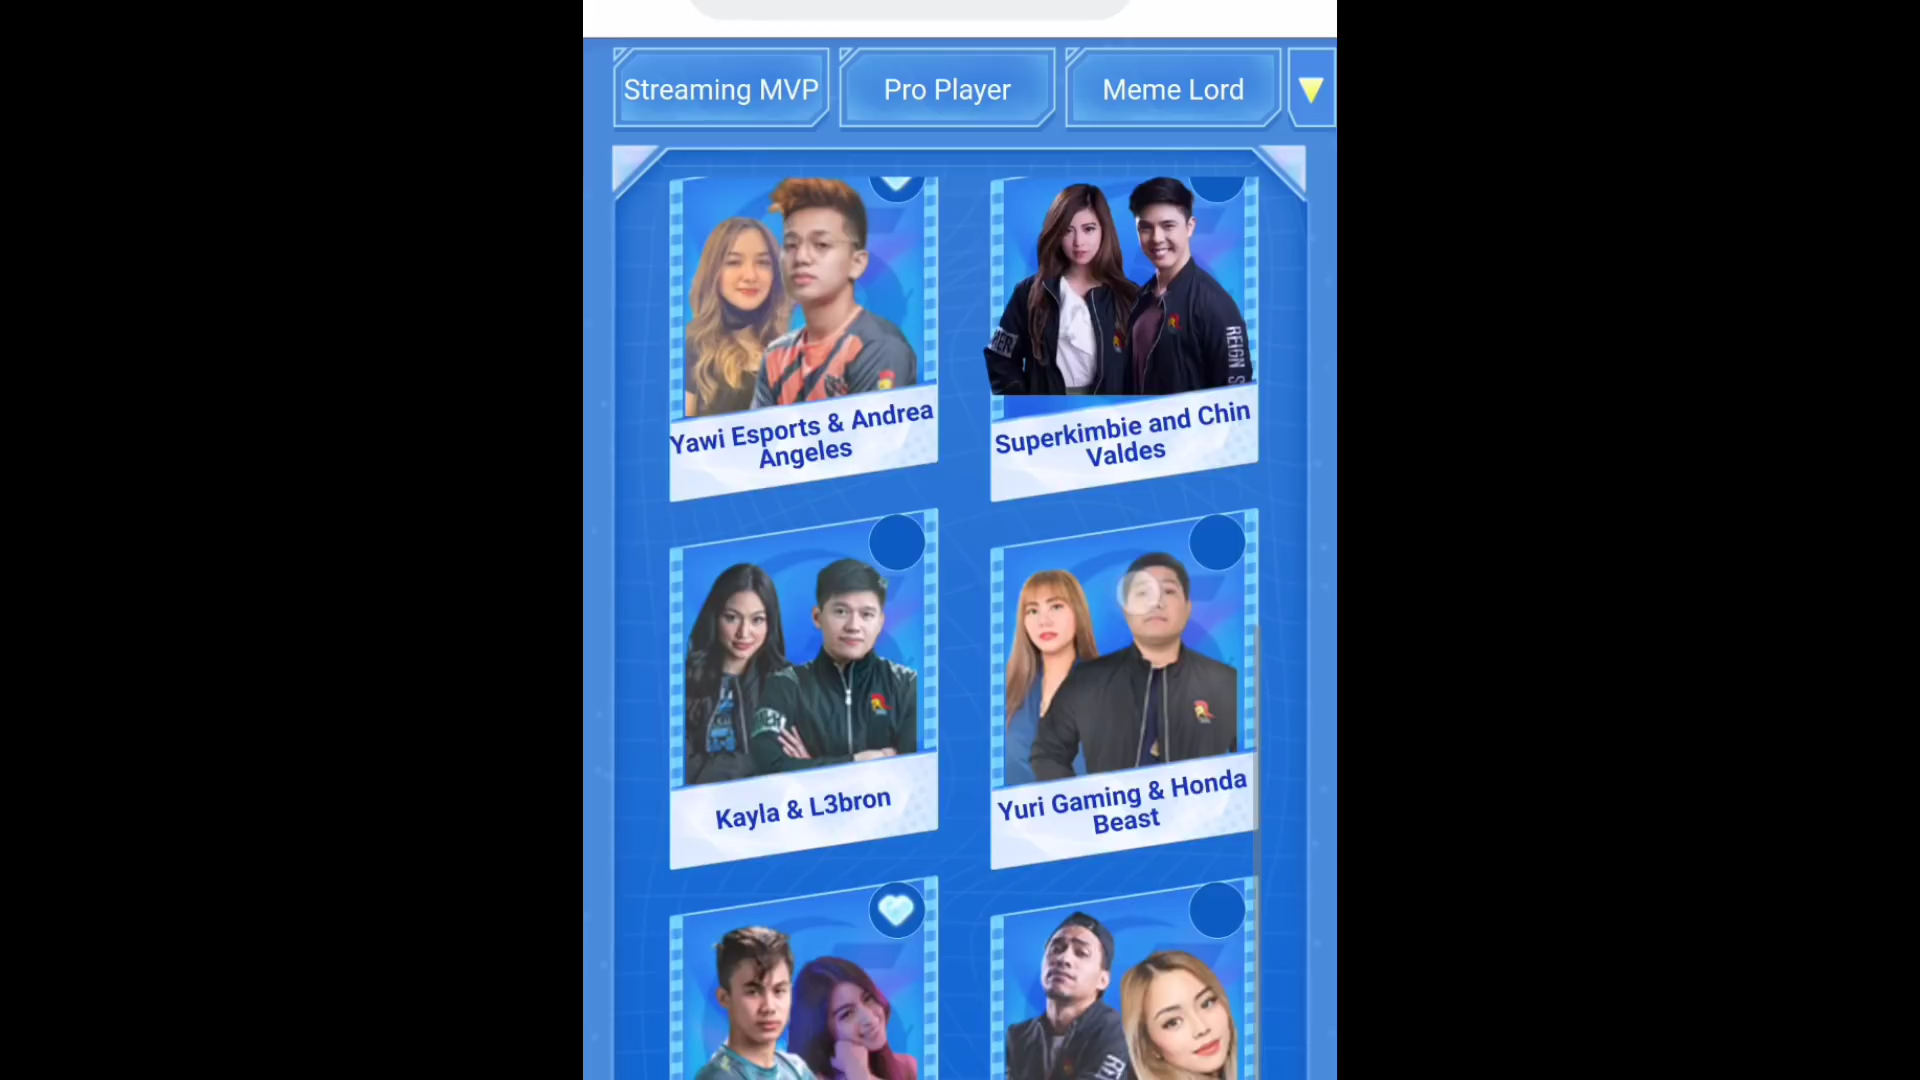 Streaming MVP
Pro Player
Meme Lord
REIGN S
Yawi Esports & Andrea
Angeles
Superkimbie and Chin
Valdes
Kayla & L3bron
Yuri Gaming & Honda
Beast